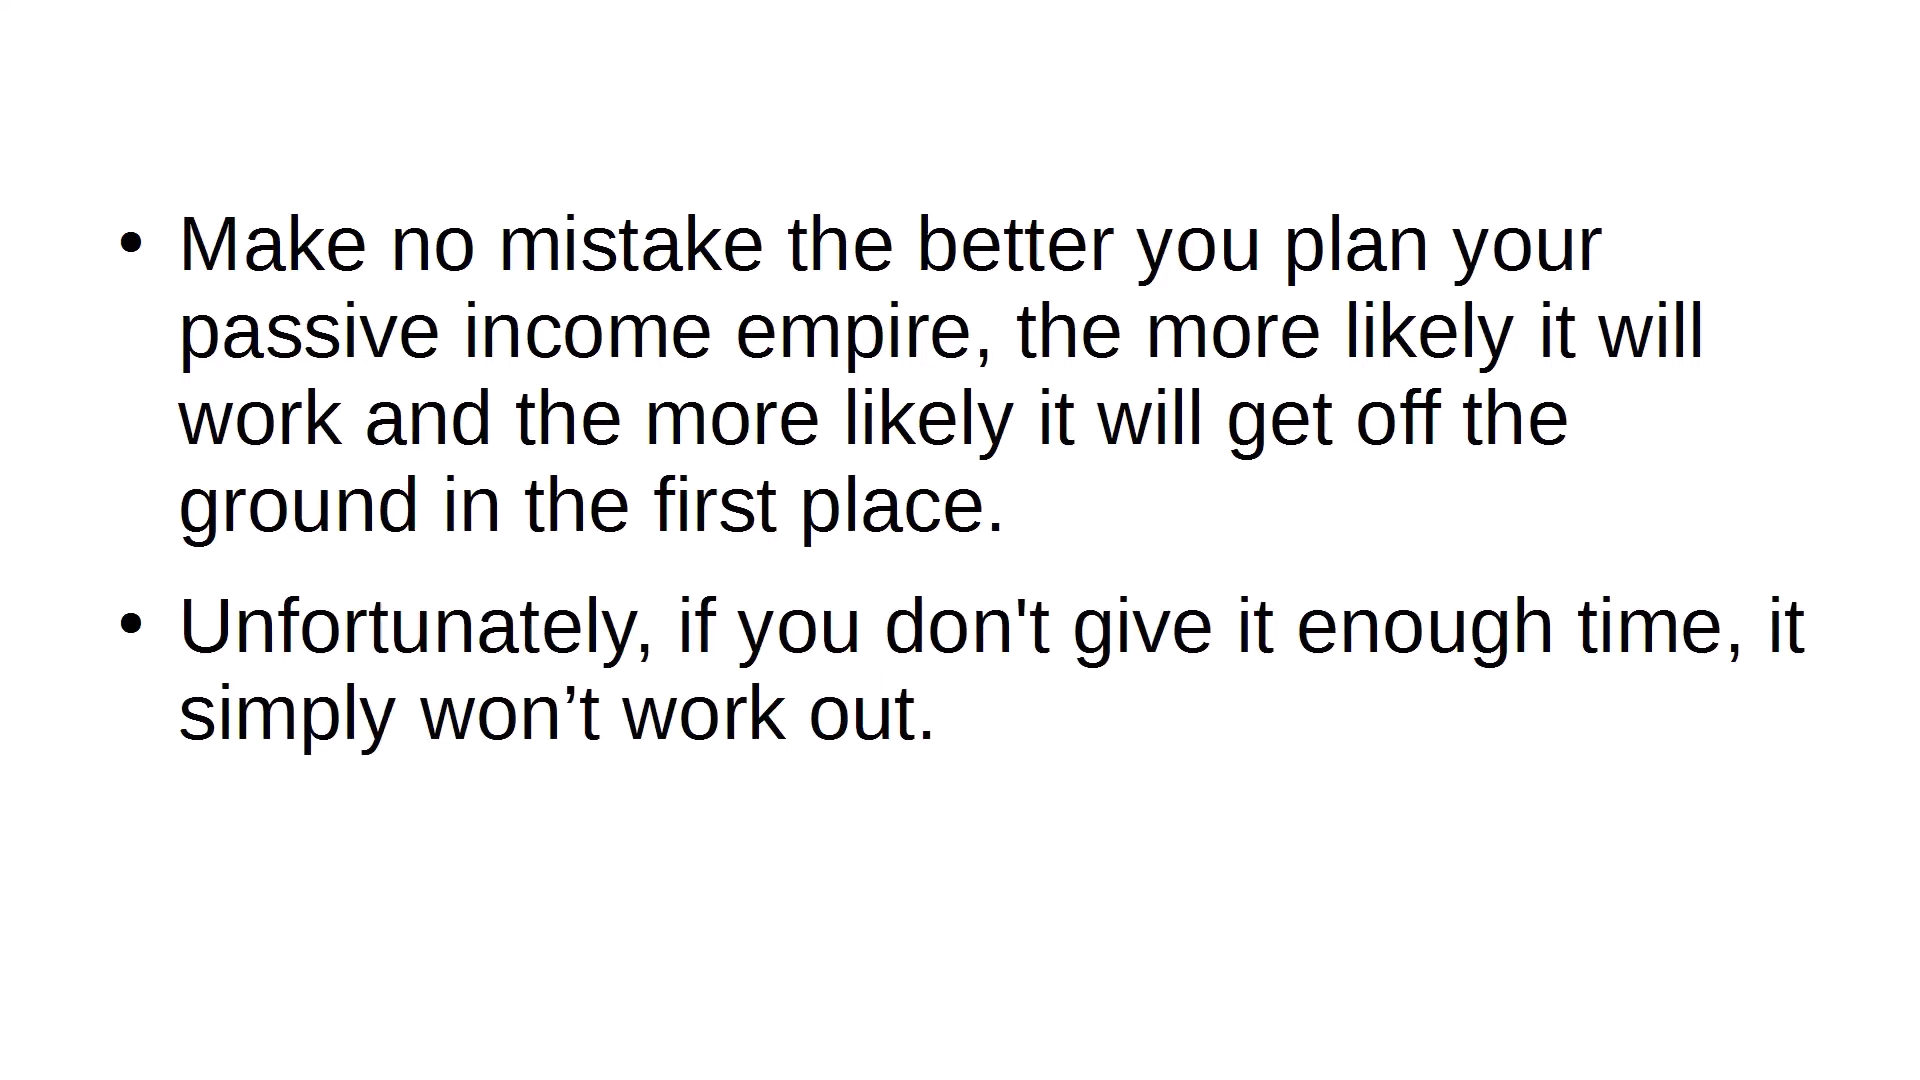 • Make no mistake the better you plan your
passive income empire, the more likely it will
work and the more likely it will get off the
ground in the first place.
• Unfortunately, if you don't give it enough time, it
simply won’t work out.